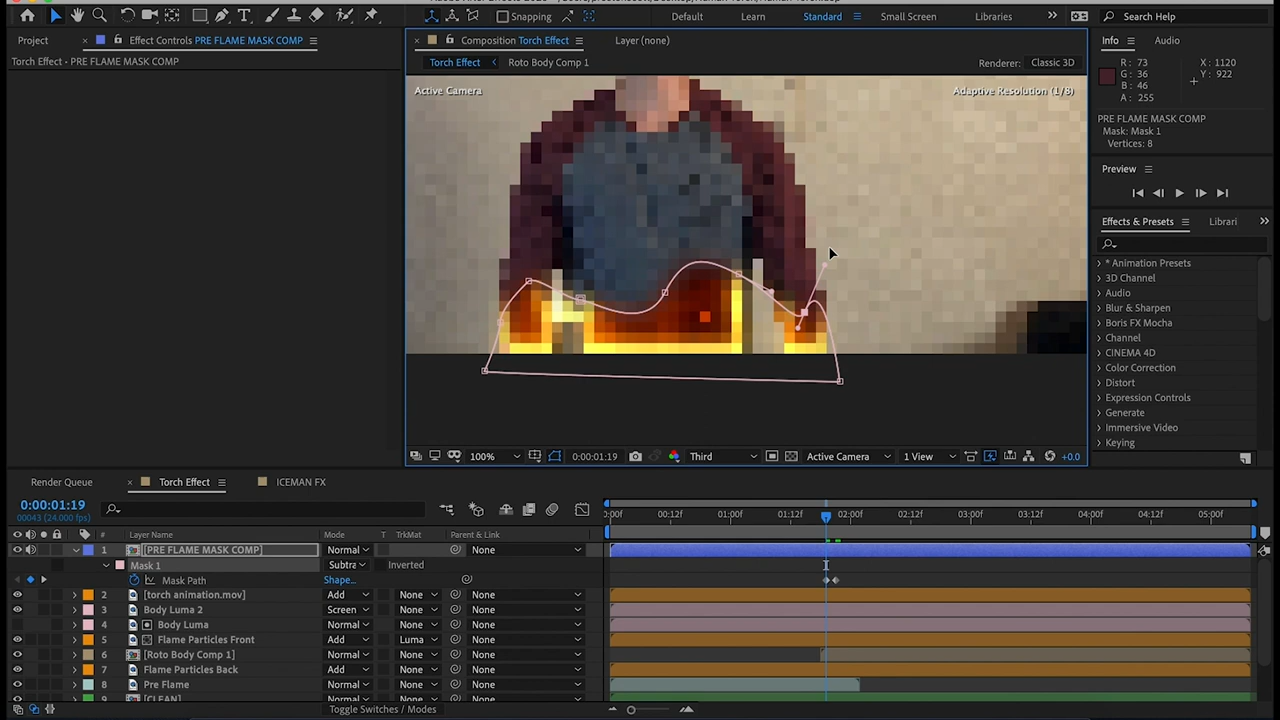 Snapping
Default
Learn
Standard
Small Screen
Libraries
Search Help
Project
Effect Controls PRE FLAME MASK COMP
Composition Torch Effect
Layer (none)
Info
Audio
Torch Effect • PRE FLAME MASK COMP
Torch Effect
Roto Body Comp 1
Renderer:
Classic 3D
R : 73
G : 36
B : 46
A : 255
X : 1120
Y : 922
Active Camera
Adaptive Resolution (1/8)
PRE FLAME MASK COMP
Mask: Mask 1
Vertices: 8
Preview
Effects & Presets
Librari
* Animation Presets
3D Channel
Audio
Blur & Sharpen
Boris FX Mocha
Channel
CINEMA 4D
Color Correction
Distort
Expression Controls
Generate
Immersive Video
Keying
100%
0:00:01:19
Third
Active Camera
1 View
+0.0
Render Queue
Torch Effect
ICEMAN FX
0:00:01:19
00043 (24.000 fps)
:00f
00:12f
01:00f
01:12f
02:00f
02:12f
03:00f
03:12f
04:00f
04:12f
05:00f
#
Layer Name
Mode
T
TrkMat
Parent & Link
1
[PRE FLAME MASK COMP]
Normal
None
Mask 1
Subtra
Inverted
Mask Path
Shape...
2
[torch animation.mov]
Add
None
None
3
Body Luma 2
Screen
None
None
4
Body Luma
Normal
None
None
5
Flame Particles Front
Add
Luma
None
6
[Roto Body Comp 1]
Normal
None
None
7
Flame Particles Back
Add
None
None
8
Pre Flame
Normal
None
None
9
[CLEAN]
Normal
None
None
Toggle Switches / Modes